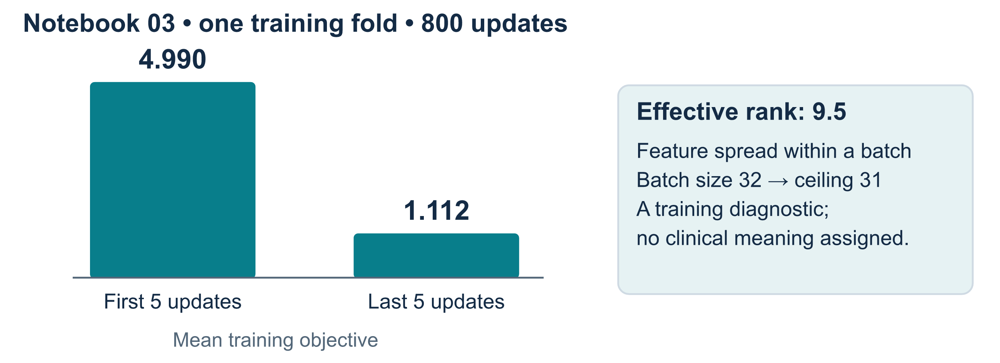 Notebook 03 • one training fold • 800 updates
4.990
1.112
First 5 updates
Last 5 updates
Mean training objective
Effective rank: 9.5
Feature spread within a batch
Batch size 32 → ceiling 31
A training diagnostic;
no clinical meaning assigned.